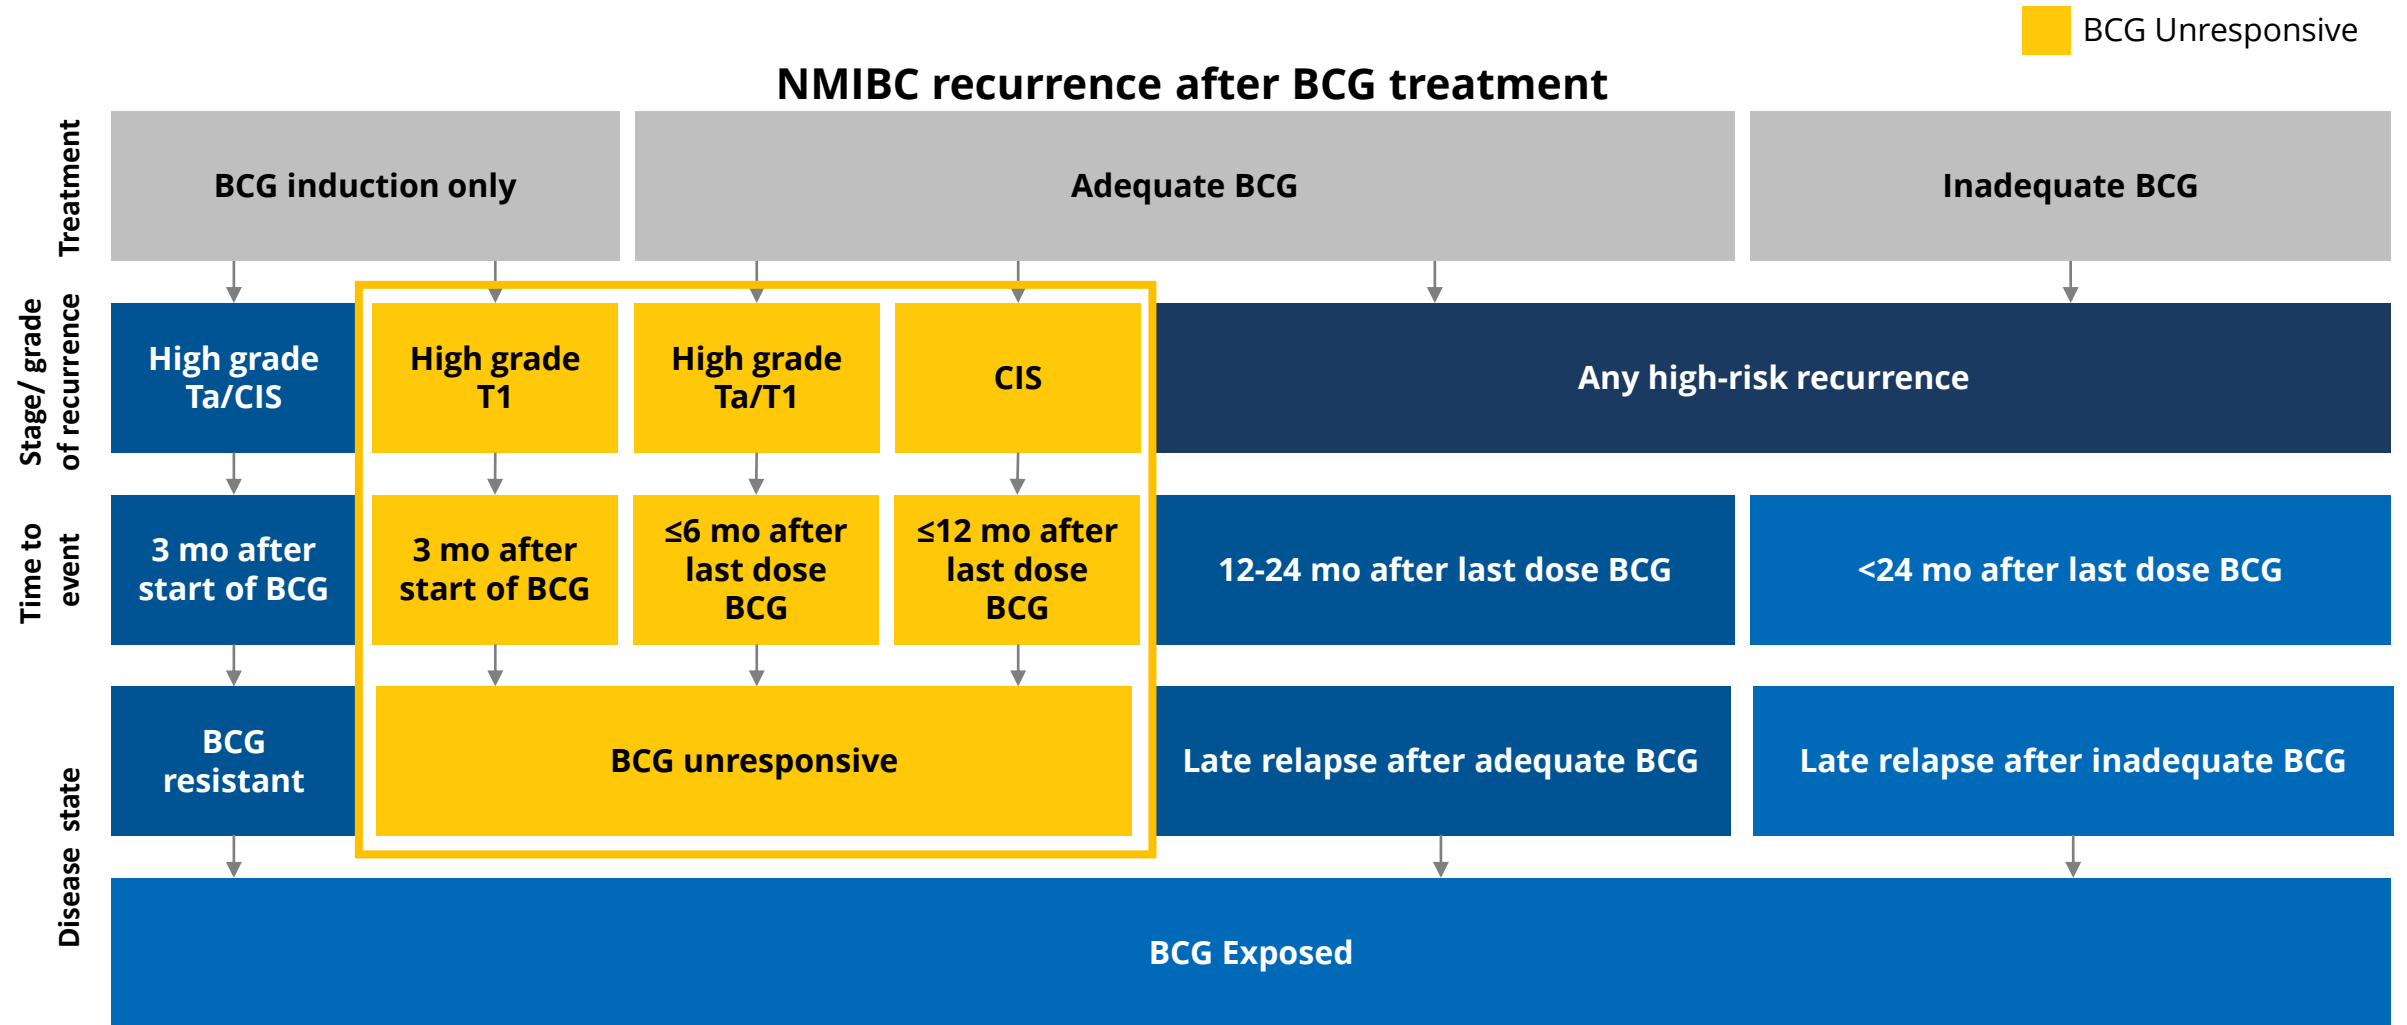 BCG Unresponsive
NMIBC recurrence after BCG treatment
Treatment
BCG induction only
Adequate BCG
Inadequate BCG
Stage/ grade
of recurrence
High grade
Ta/CIS
High grade
T1
High grade
Ta/T1
CIS
Any high-risk recurrence
Time to
event
3 mo after
start of BCG
3 mo after
start of BCG
≤6 mo after
last dose
BCG
≤12 mo after
last dose
BCG
12-24 mo after last dose BCG
<24 mo after last dose BCG
Disease state
BCG
resistant
BCG unresponsive
Late relapse after adequate BCG
Late relapse after inadequate BCG
BCG Exposed